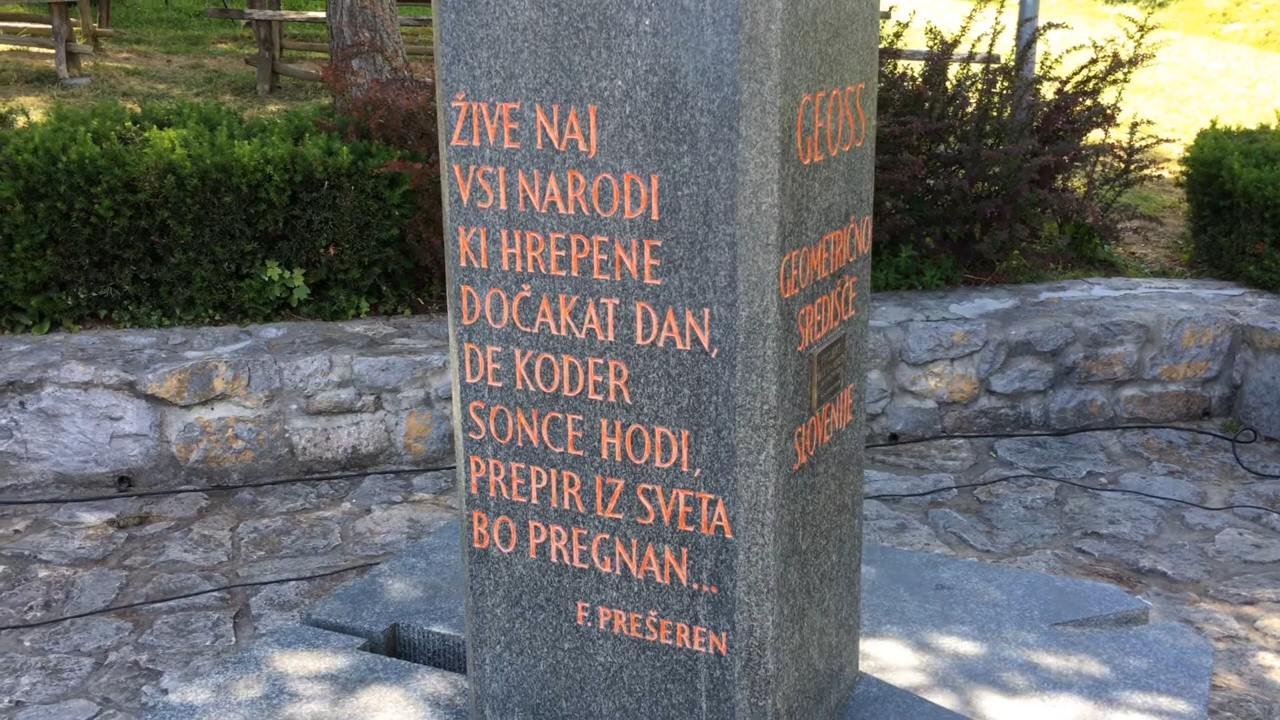 ŽIVE NAJ
VSI NARODI
KI HREPENE
DOČAKAT DAN,
DE KODER
SONCE HODI,
PREPIR IZ SVETA
BO PREGNAN...
F. PREŠEREN
GEOSS
GEOMETRIČNO
SREDIŠČE
SLOVENIJE